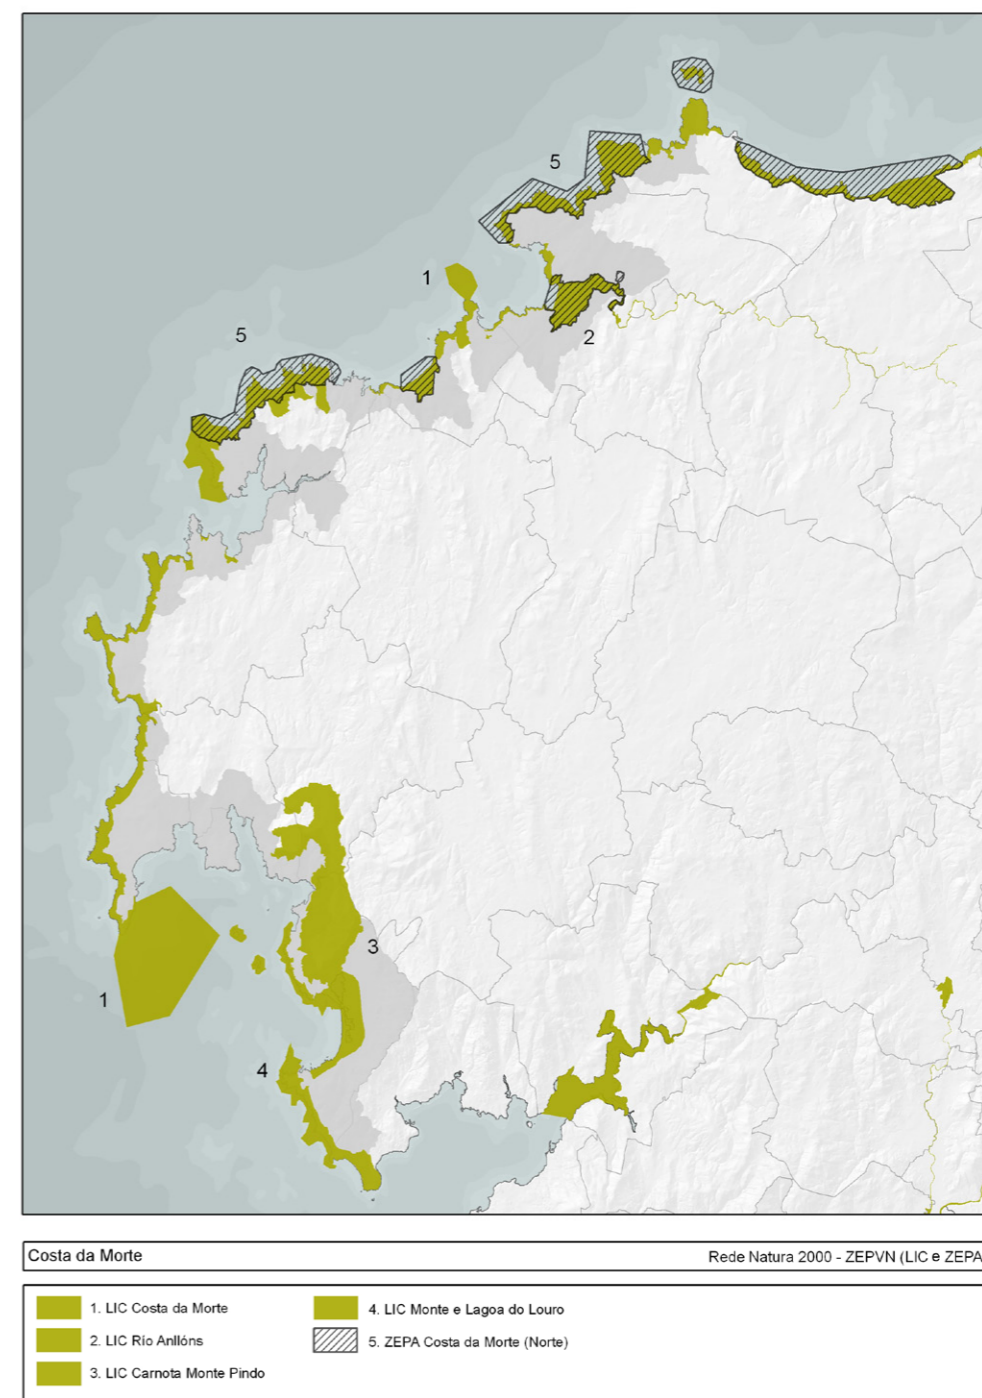 5
1
5
2
3
1
4
Costa da Morte
Rede Natura 2000 - ZEPVN (LIC e ZEPA
1. LIC Costa da Morte
2. LIC Río Anllóns
3. LIC Carnota Monte Pindo
4. LIC Monte e Lagoa do Louro
5. ZEPA Costa da Morte (Norte)